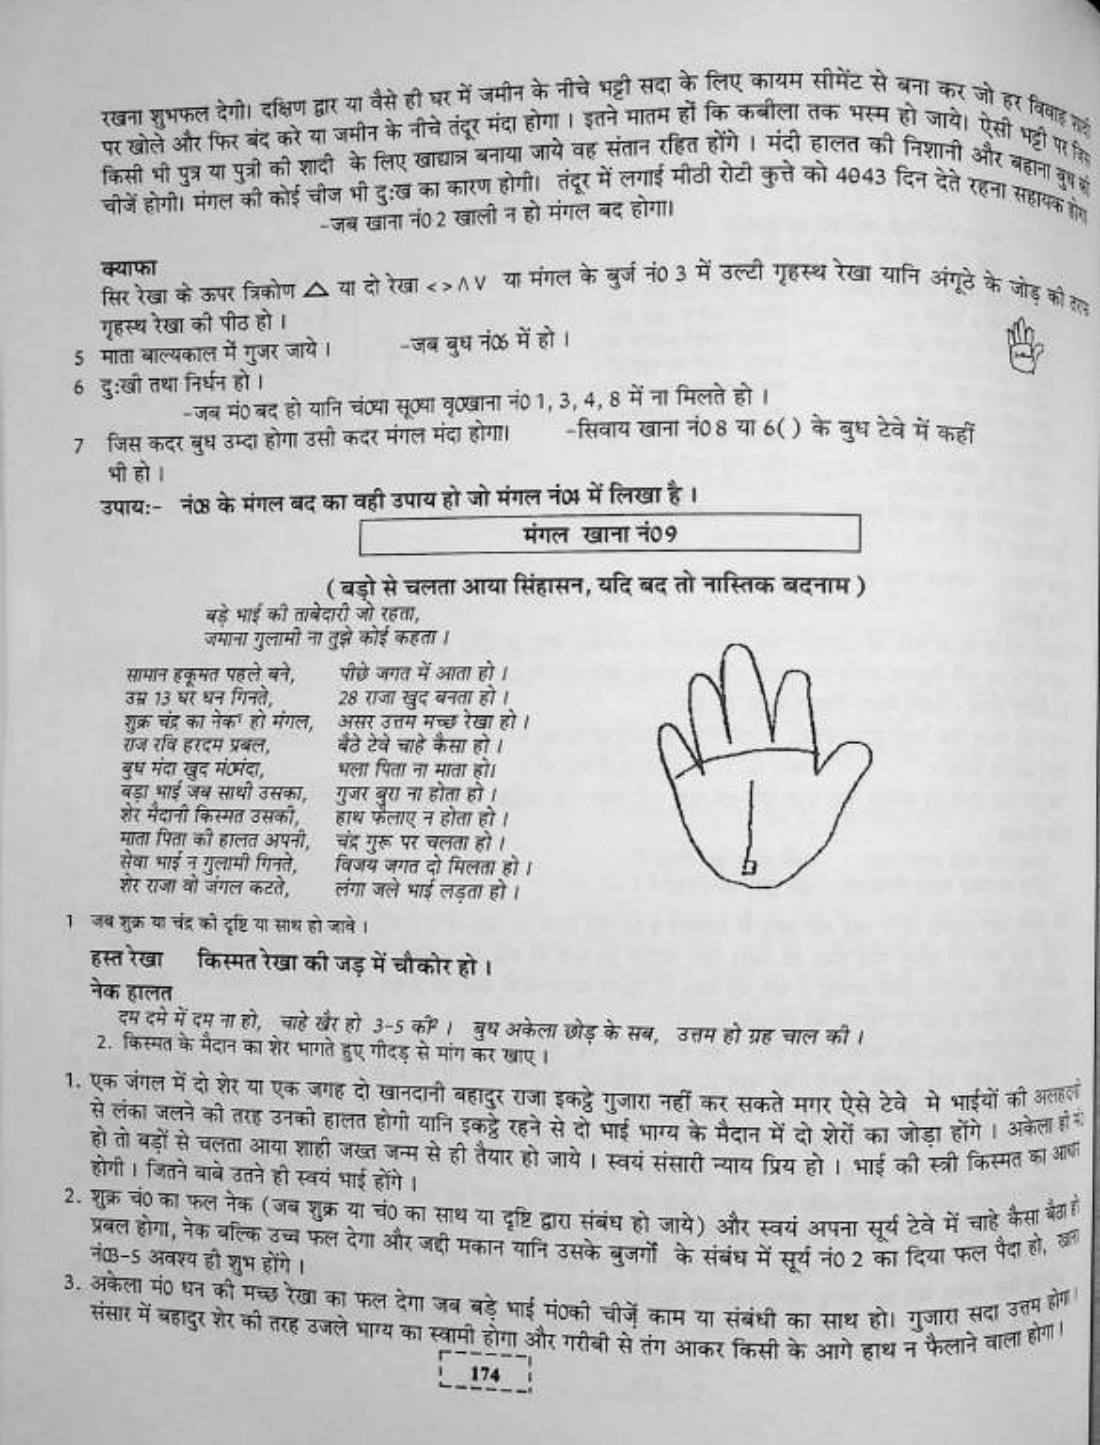 रखना शुभफल देगी। दक्षिण द्वार या वैसे ही घर में जमीन के नीचे भट्टी सदा के लिए कायम सीमेंट से बना कर जो हर विवाह शादी
पर खोले और फिर बंद करे या जमीन के नीचे तंदूर मंदा होगा । इतने मातम हों कि कबीला तक भस्म हो जाये। ऐसी भट्टी पर जिस
किसी भी पुत्र या पुत्री की शादी के लिए खाद्यान्न बनाया जाये वह संतान रहित होंगे । मंदी हालत की निशानी और बहाना बुध की
चीजें होगी। मंगल की कोई चीज भी दुःख का कारण होगी। तंदूर में लगाई मीठी रोटी कुत्ते को 4043 दिन देते रहना सहायक होगा
-जब खाना नं0 2 खाली न हो मंगल बद होगा।
क्याफा
सिर रेखा के ऊपर त्रिकोण △ या दो रेखा < > ∧ V या मंगल के बुर्ज नं0 3 में उल्टी गृहस्थ रेखा यानि अंगूठे के जोड़ की तरफ
गृहस्थ रेखा की पीठ हो ।
5 माता बाल्यकाल में गुजर जाये । -जब बुध नं06 में हो ।
6 दुःखी तथा निर्धन हो ।
-जब मं0 बद हो यानि चं0या सू0या वृ0खाना नं0 1, 3, 4, 8 में ना मिलते हो ।
7 जिस कदर बुध उम्दा होगा उसी कदर मंगल मंदा होगा। -सिवाय खाना नं0 8 या 6( ) के बुध टेवे में कहीं
भी हो ।
उपायः- नं08 के मंगल बद का वही उपाय हो जो मंगल नं04 में लिखा है ।
मंगल खाना नं09
( बड़ो से चलता आया सिंहासन, यदि बद तो नास्तिक बदनाम )
बड़े भाई की ताबेदारी जो रहता,
जमाना गुलामी ना तुझे कोई कहता ।
सामान हकूमत पहले बने, पीछे जगत में आता हो ।
उम्र 13 घर धन गिनते, 28 राजा खुद बनता हो ।
शुक्र चंद्र का नेक¹ हो मंगल, असर उत्तम मच्छ रेखा हो ।
राज रवि हरदम प्रबल, बैठे टेवे चाहे कैसा हो ।
बुध मंदा खुद मं0मंदा, भला पिता ना माता हो।
बड़ा भाई जब साथी उसका, गुजर बुरा ना होता हो ।
शेर मैदानी किस्मत उसकी, हाथ फैलाए न होता हो ।
माता पिता की हालत अपनी, चंद्र गुरू पर चलता हो ।
सेवा भाई न गुलामी गिनते, विजय जगत दो मिलता हो ।
शेर राजा वो जंगल कटते, लंगा जले भाई लड़ता हो ।
1 जब शुक्र या चंद्र की दृष्टि या साथ हो जावे ।
हस्त रेखा किस्मत रेखा की जड़ में चौकोर हो ।
नेक हालत
दम दमे में दम ना हो, चाहे खैर हो 3-5 की² । बुध अकेला छोड़ के सब, उत्तम हो ग्रह चाल की ।
2. किस्मत के मैदान का शेर भागते हुए गीदड़ से मांग कर खाए ।
1. एक जंगल में दो शेर या एक जगह दो खानदानी बहादुर राजा इकट्ठे गुजारा नहीं कर सकते मगर ऐसे टेवे मे भाईयों की
से लंका जलने की तरह उनकी हालत होगी यानि इकट्ठे रहने से दो भाई भाग्य के मैदान में दो शेरों का जोड़ा होंगे । अकेला ही
हो तो बड़ों से चलता आया शाही जख्त जन्म से ही तैयार हो जाये । स्वयं संसारी न्याय प्रिय हो । भाई की स्त्री किस्मत का आधार
होगी । जितने बाबे उतने ही स्वयं भाई होंगे ।
2. शुक्र चं0 का फल नेक (जब शुक्र या चं0 का साथ या दृष्टि द्वारा संबंध हो जाये) और स्वयं अपना सूर्य टेवे में चाहे कैसा बैठा हो
प्रबल होगा, नेक बल्कि उच्च फल देगा और जद्दी मकान यानि उसके बुजर्गो के संबंध में सूर्य नं0 2 का दिया फल पैदा हो, खाना
नं03-5 अवश्य ही शुभ होंगे ।
3. अकेला मं0 धन की मच्छ रेखा का फल देगा जब बड़े भाई मं0की चीजें काम या संबंधी का साथ हो। गुजारा सदा उत्तम होगा ।
संसार में बहादुर शेर की तरह उजले भाग्य का स्वामी होगा और गरीबी से तंग आकर किसी के आगे हाथ न फैलाने वाला होगा ।
174